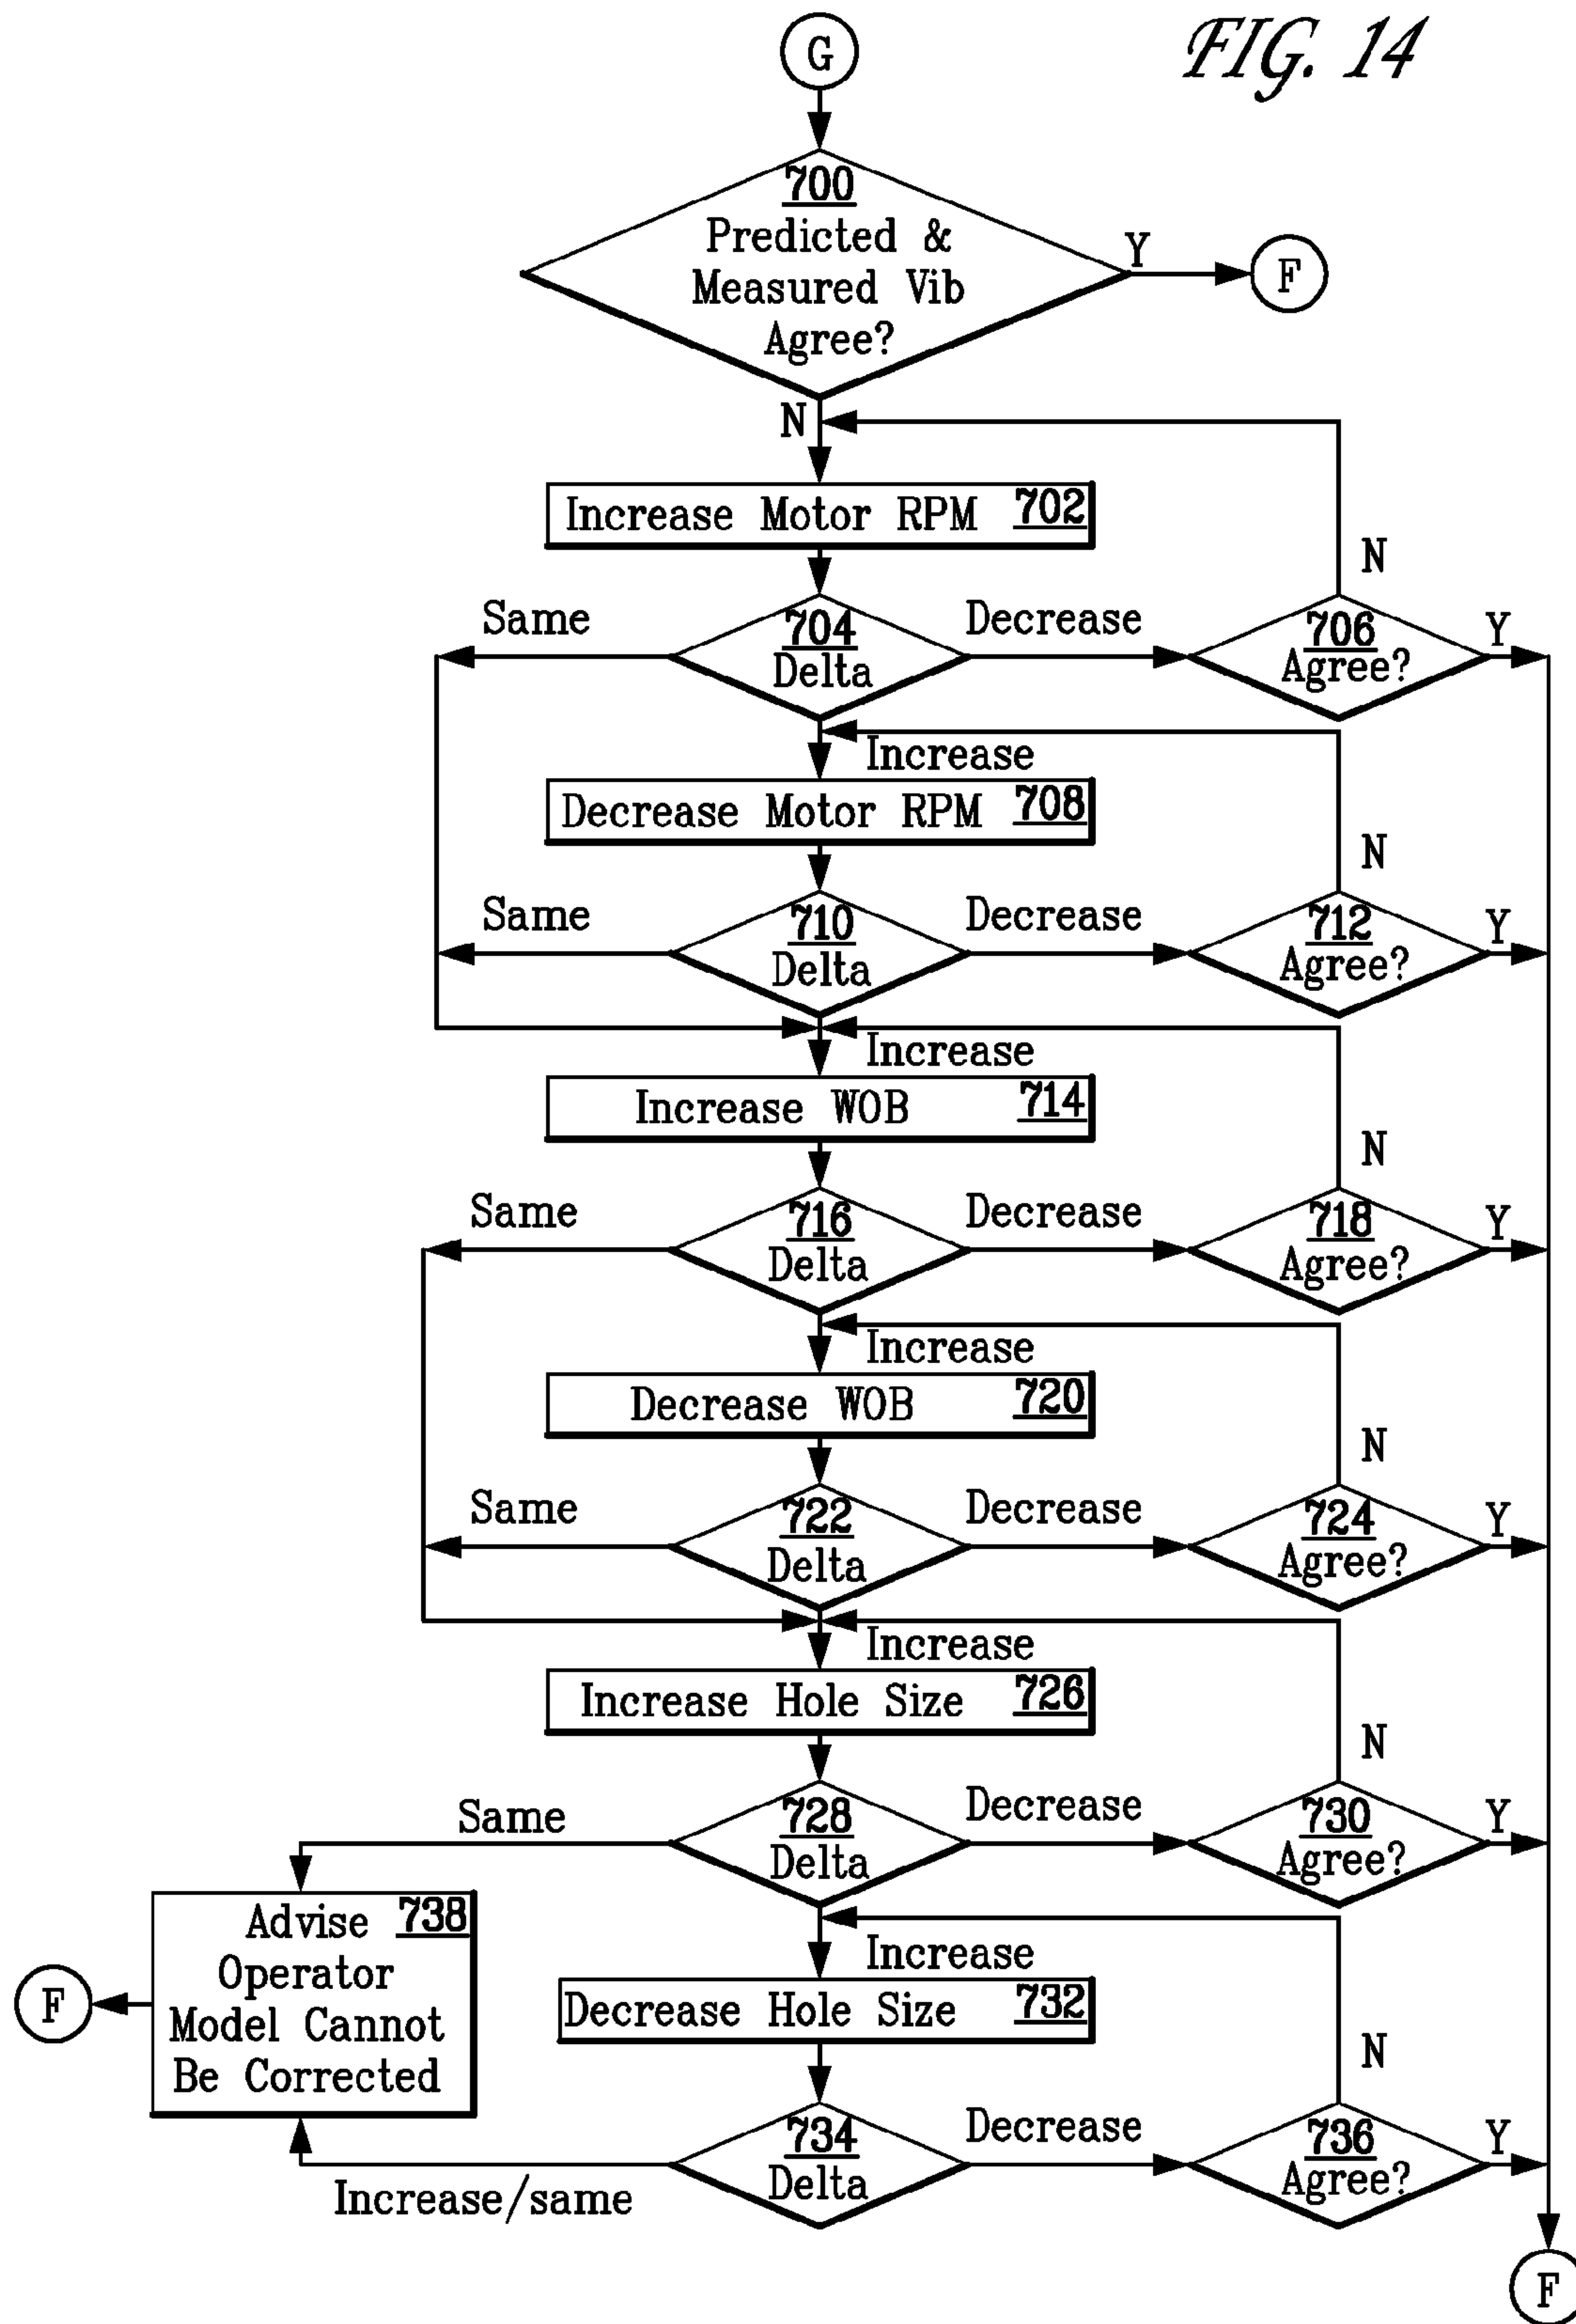 FIG. 14
G
700
Predicted &
Measured Vib
Agree?
Y
F
N
Increase Motor RPM 702
N
Same
704
Delta
Decrease
706
Agree?
Y
Increase
Decrease Motor RPM 708
N
Same
710
Delta
Decrease
712
Agree?
Y
Increase
Increase WOB 714
N
Same
716
Delta
Decrease
718
Agree?
Y
Increase
Decrease WOB 720
N
Same
722
Delta
Decrease
724
Agree?
Y
Increase
Increase Hole Size 726
N
Same
728
Delta
Decrease
730
Agree?
Y
Advise 738
Operator
Model Cannot
Be Corrected
F
Increase
Decrease Hole Size 732
N
Increase/same
734
Delta
Decrease
736
Agree?
Y
F